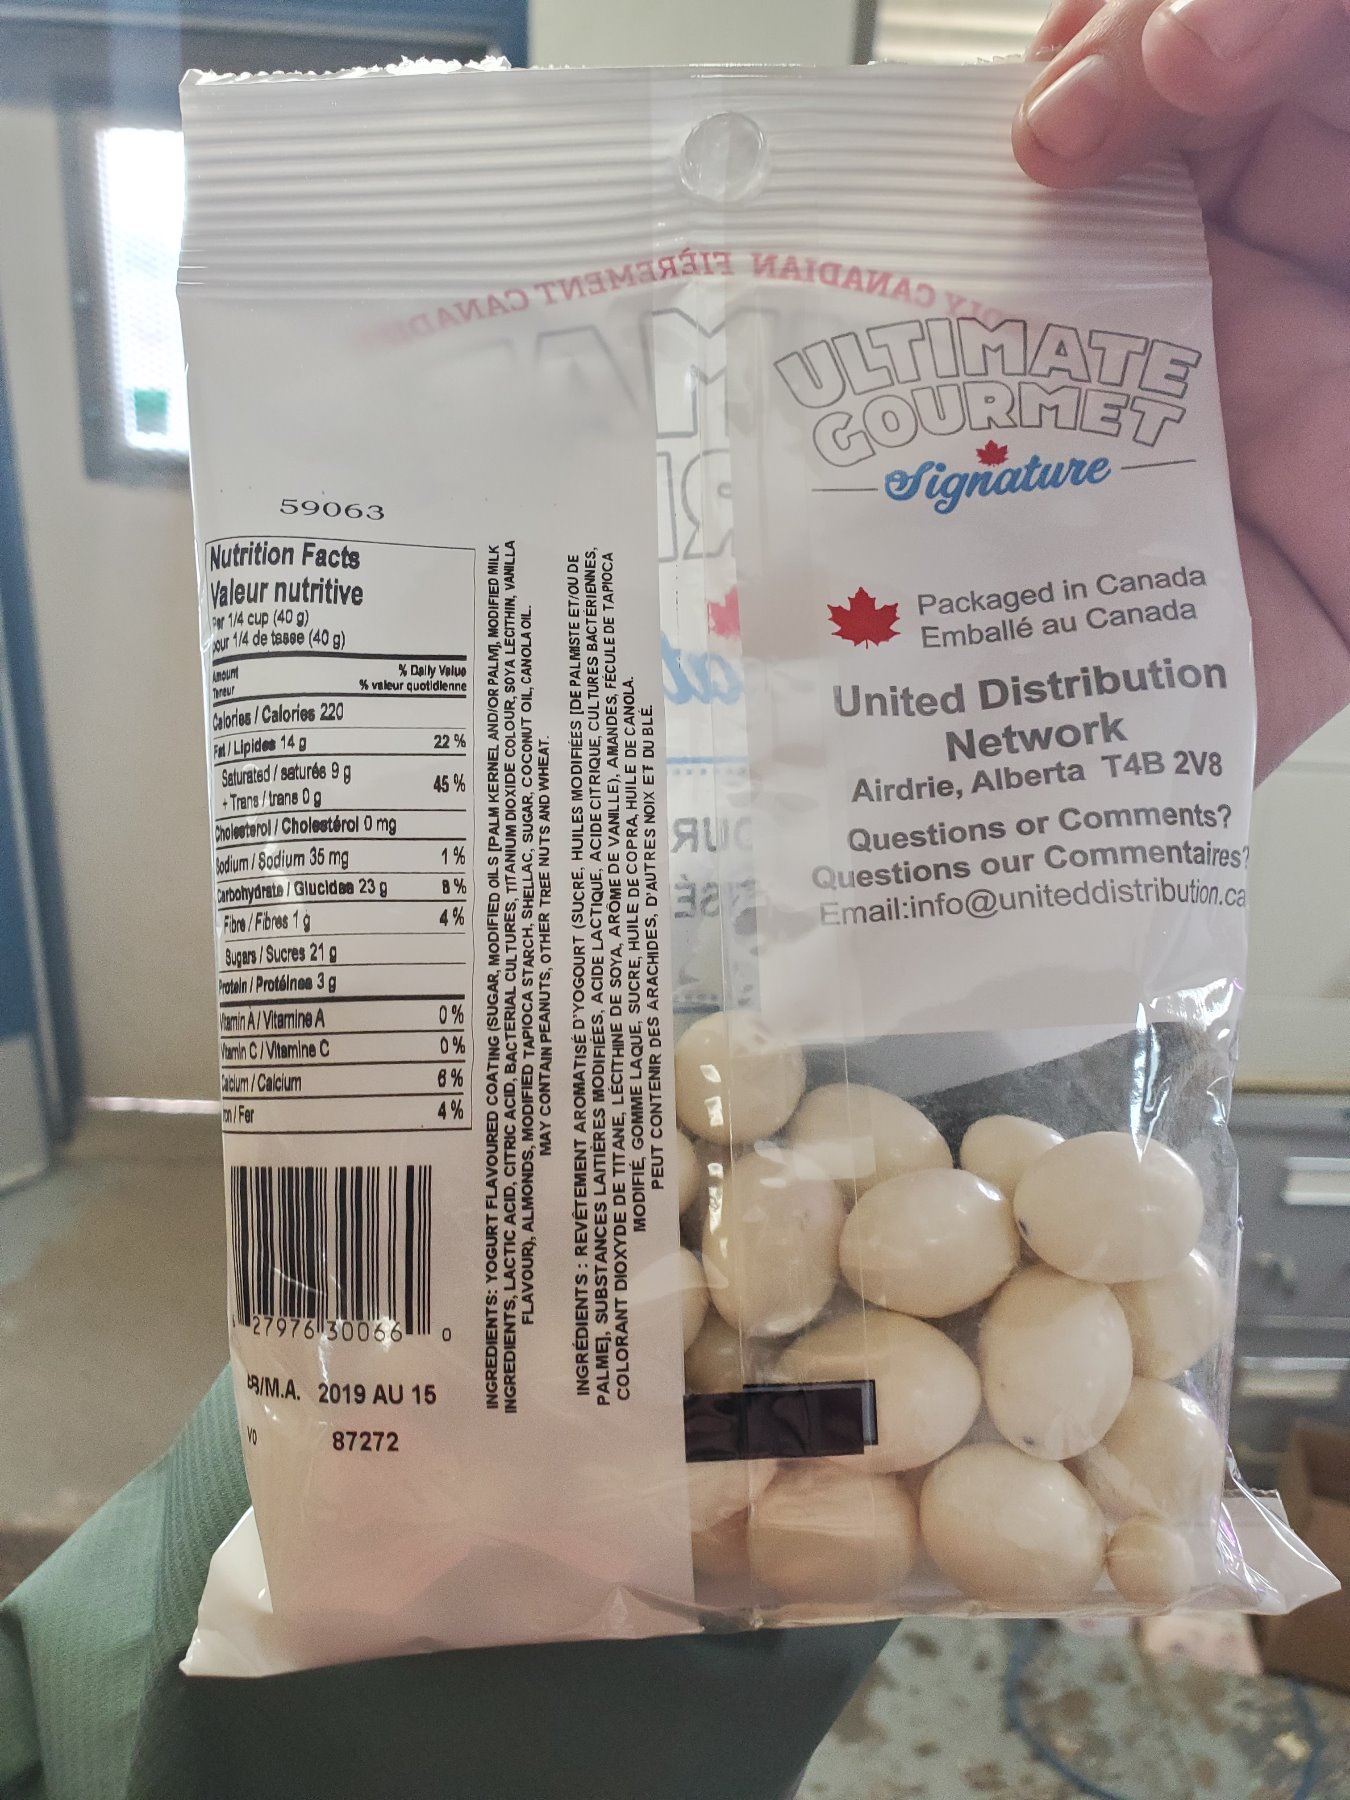 ULTIMATE
GOURMET
Signature
Packaged in Canada
Emballé au Canada
United Distribution
Network
Airdrie, Alberta T4B 2V8
Questions or Comments?
Questions our Commentaires?
Email:info@uniteddistribution.ca
59063
Nutrition Facts
Valeur nutritive
Per 1/4 cup (40 g)
pour 1/4 de tasse (40 g)
Amount % Daily Value
Teneur % valeur quotidienne
Calories / Calories 220
Fat / Lipides 14 g 22 %
Saturated / saturés 9 g 45 %
+ Trans / trans 0 g
Cholesterol / Cholestérol 0 mg
Sodium / Sodium 35 mg 1 %
Carbohydrate / Glucides 23 g 8 %
Fibre / Fibres 1 g 4 %
Sugars / Sucres 21 g
Protein / Protéines 3 g
Vitamin A / Vitamine A 0 %
Vitamin C / Vitamine C 0 %
Calcium / Calcium 6 %
Iron / Fer 4 %
27976 30066 0
BB/M.A. 2019 AU 15
V0 87272
INGREDIENTS: YOGURT FLAVOURED COATING (SUGAR, MODIFIED OILS [PALM KERNEL AND/OR PALM], MODIFIED MILK
INGREDIENTS, LACTIC ACID, CITRIC ACID, BACTERIAL CULTURES, TITANIUM DIOXIDE COLOUR, SOYA LECITHIN, VANILLA
FLAVOUR), ALMONDS, MODIFIED TAPIOCA STARCH, SHELLAC, SUGAR, COCONUT OIL, CANOLA OIL.
MAY CONTAIN PEANUTS, OTHER TREE NUTS AND WHEAT.
INGRÉDIENTS : REVÊTEMENT AROMATISÉ D'YOGOURT (SUCRE, HUILES MODIFIÉES [DE PALMISTE ET/OU DE
PALME], SUBSTANCES LAITIÈRES MODIFIÉES, ACIDE LACTIQUE, ACIDE CITRIQUE, CULTURES BACTÉRIENNES,
COLORANT DIOXYDE DE TITANE, LÉCITHINE DE SOYA, ARÔME DE VANILLE), AMANDES, FÉCULE DE TAPIOCA
MODIFIÉ, GOMME LAQUE, SUCRE, HUILE DE COPRA, HUILE DE CANOLA.
PEUT CONTENIR DES ARACHIDES, D'AUTRES NOIX ET DU BLÉ.